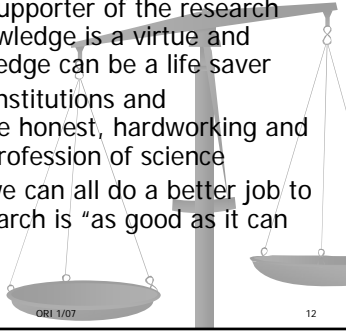 upporter of the research
wledge is a virtue and
edge can be a life saver
nstitutions and
e honest, hardworking and
rofession of science
we can all do a better job to
arch is “as good as it can
ORI 1/07 12